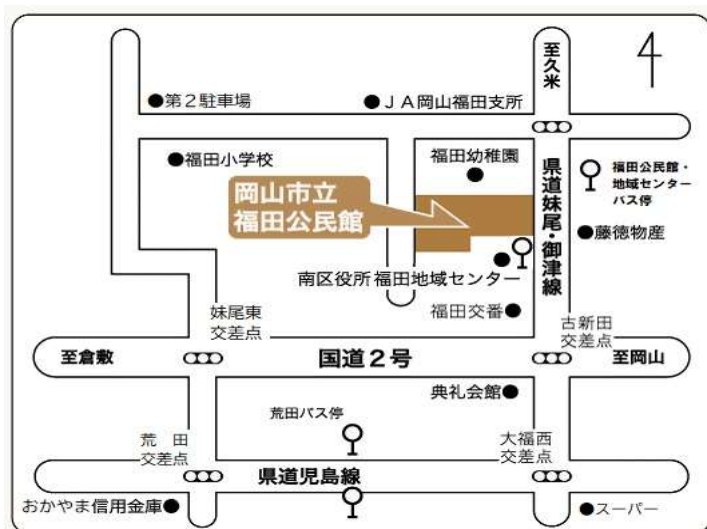 至久米
4
第2駐車場
JA岡山福田支所
福田小学校
福田幼稚園
岡山市立
福田公民館
県道妹尾・御津線
福田公民館・
地域センター
バス停
藤徳物産
南区役所福田地域センター
妹尾東
交差点
福田交番
古新田
交差点
至倉敷
国道2号
至岡山
典礼会館
荒田バス停
荒 田
交差点
大福西
交差点
県道児島線
おかやま信用金庫
スーパー